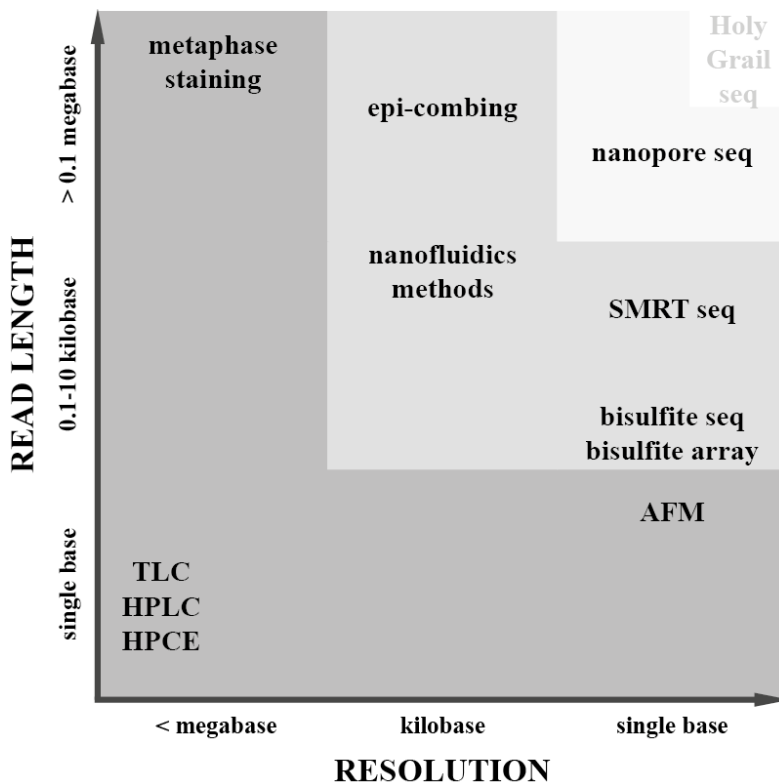 metaphase
staining
epi-combing
Holy
Grail
seq
nanopore seq
nanofluidics
methods
SMRT seq
bisulfite seq
bisulfite array
AFM
TLC
HPLC
HPCE
READ LENGTH
> 0.1 megabase
0.1-10 kilobase
single base
< megabase
kilobase
single base
RESOLUTION